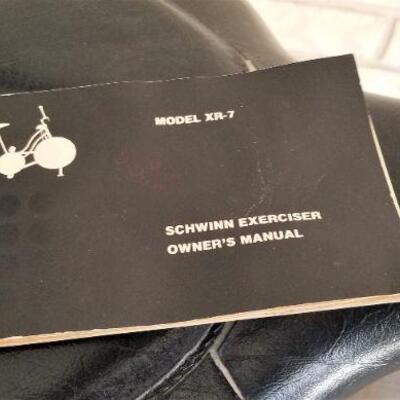 MODEL XR-7
SCHWINN EXERCISER
OWNER'S MANUAL